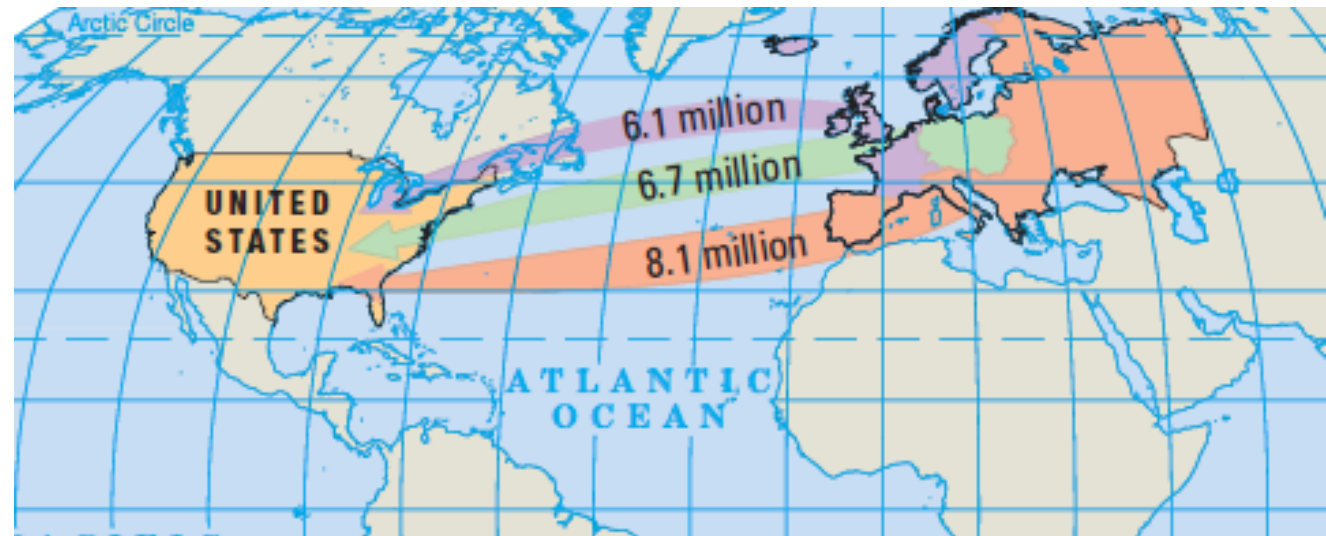 Arctic Circle
6.1 million
6.7 million
UNITED
STATES
8.1 million
ATLANTIC
OCEAN